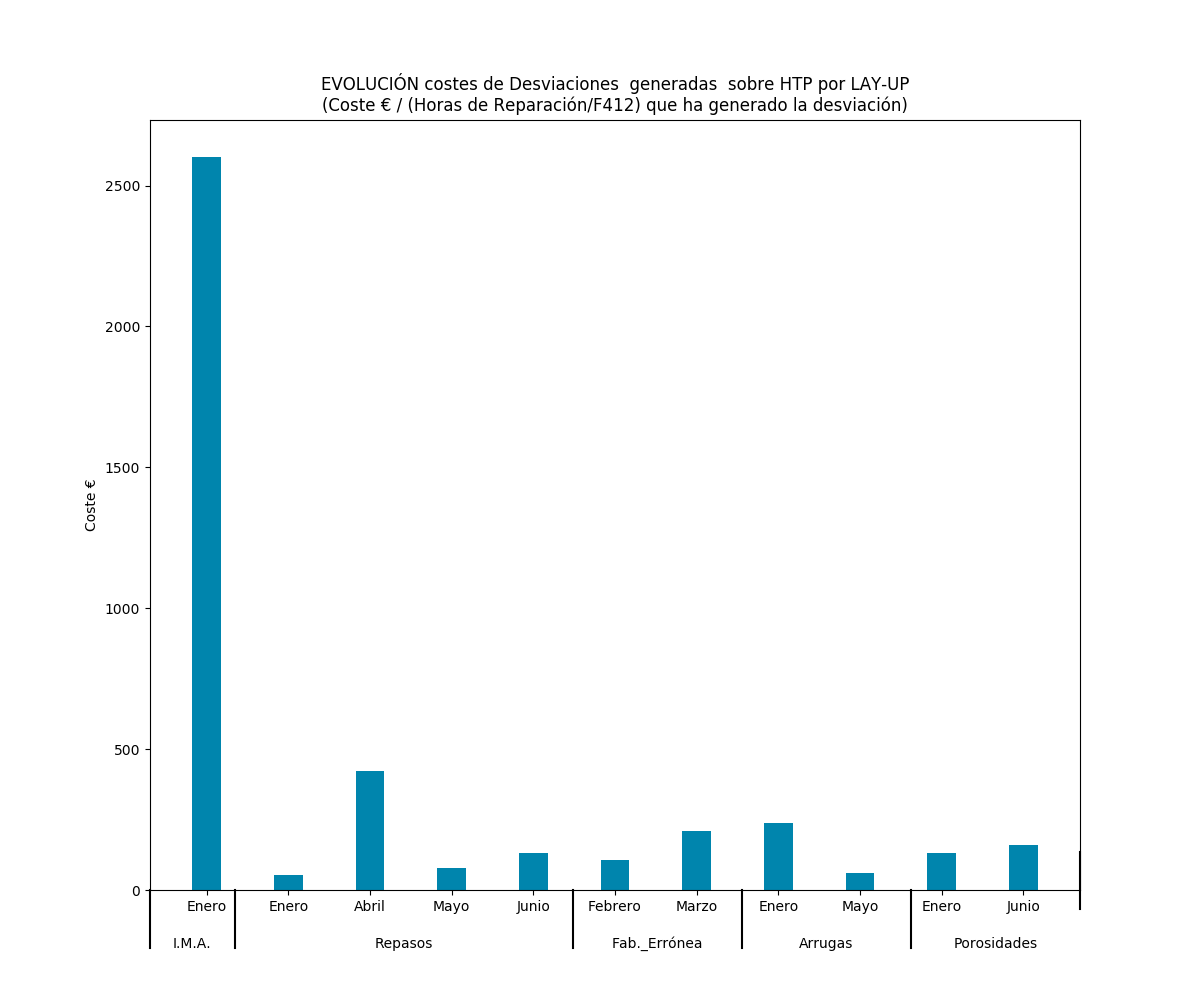 EVOLUCIÓN costes de Desviaciones  generadas  sobre HTP por LAY-UP
(Coste € / (Horas de Reparación/F412) que ha generado la desviación)
Coste €
2500
2000
1500
1000
500
0
Enero Enero Abril Mayo Junio Febrero Marzo Enero Mayo Enero Junio
I.M.A. Repasos Fab._Errónea Arrugas Porosidades